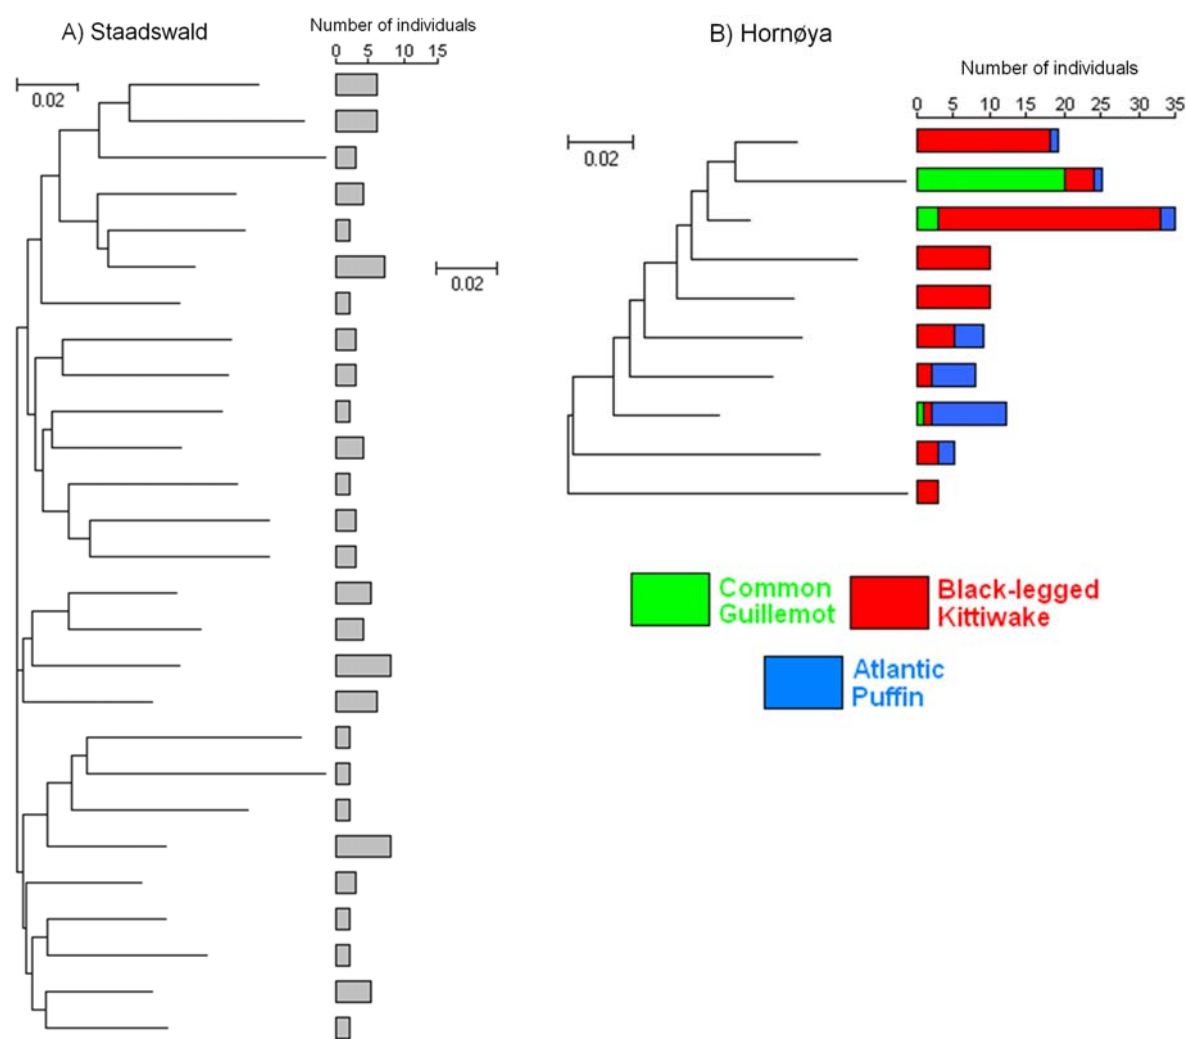 A) Staadswald
Number of individuals
0 5 10 15
0.02
0.02
B) Hornøya
Number of individuals
0 5 10 15 20 25 30 35
0.02
Common
Guillemot
Black-legged
Kittiwake
Atlantic
Puffin